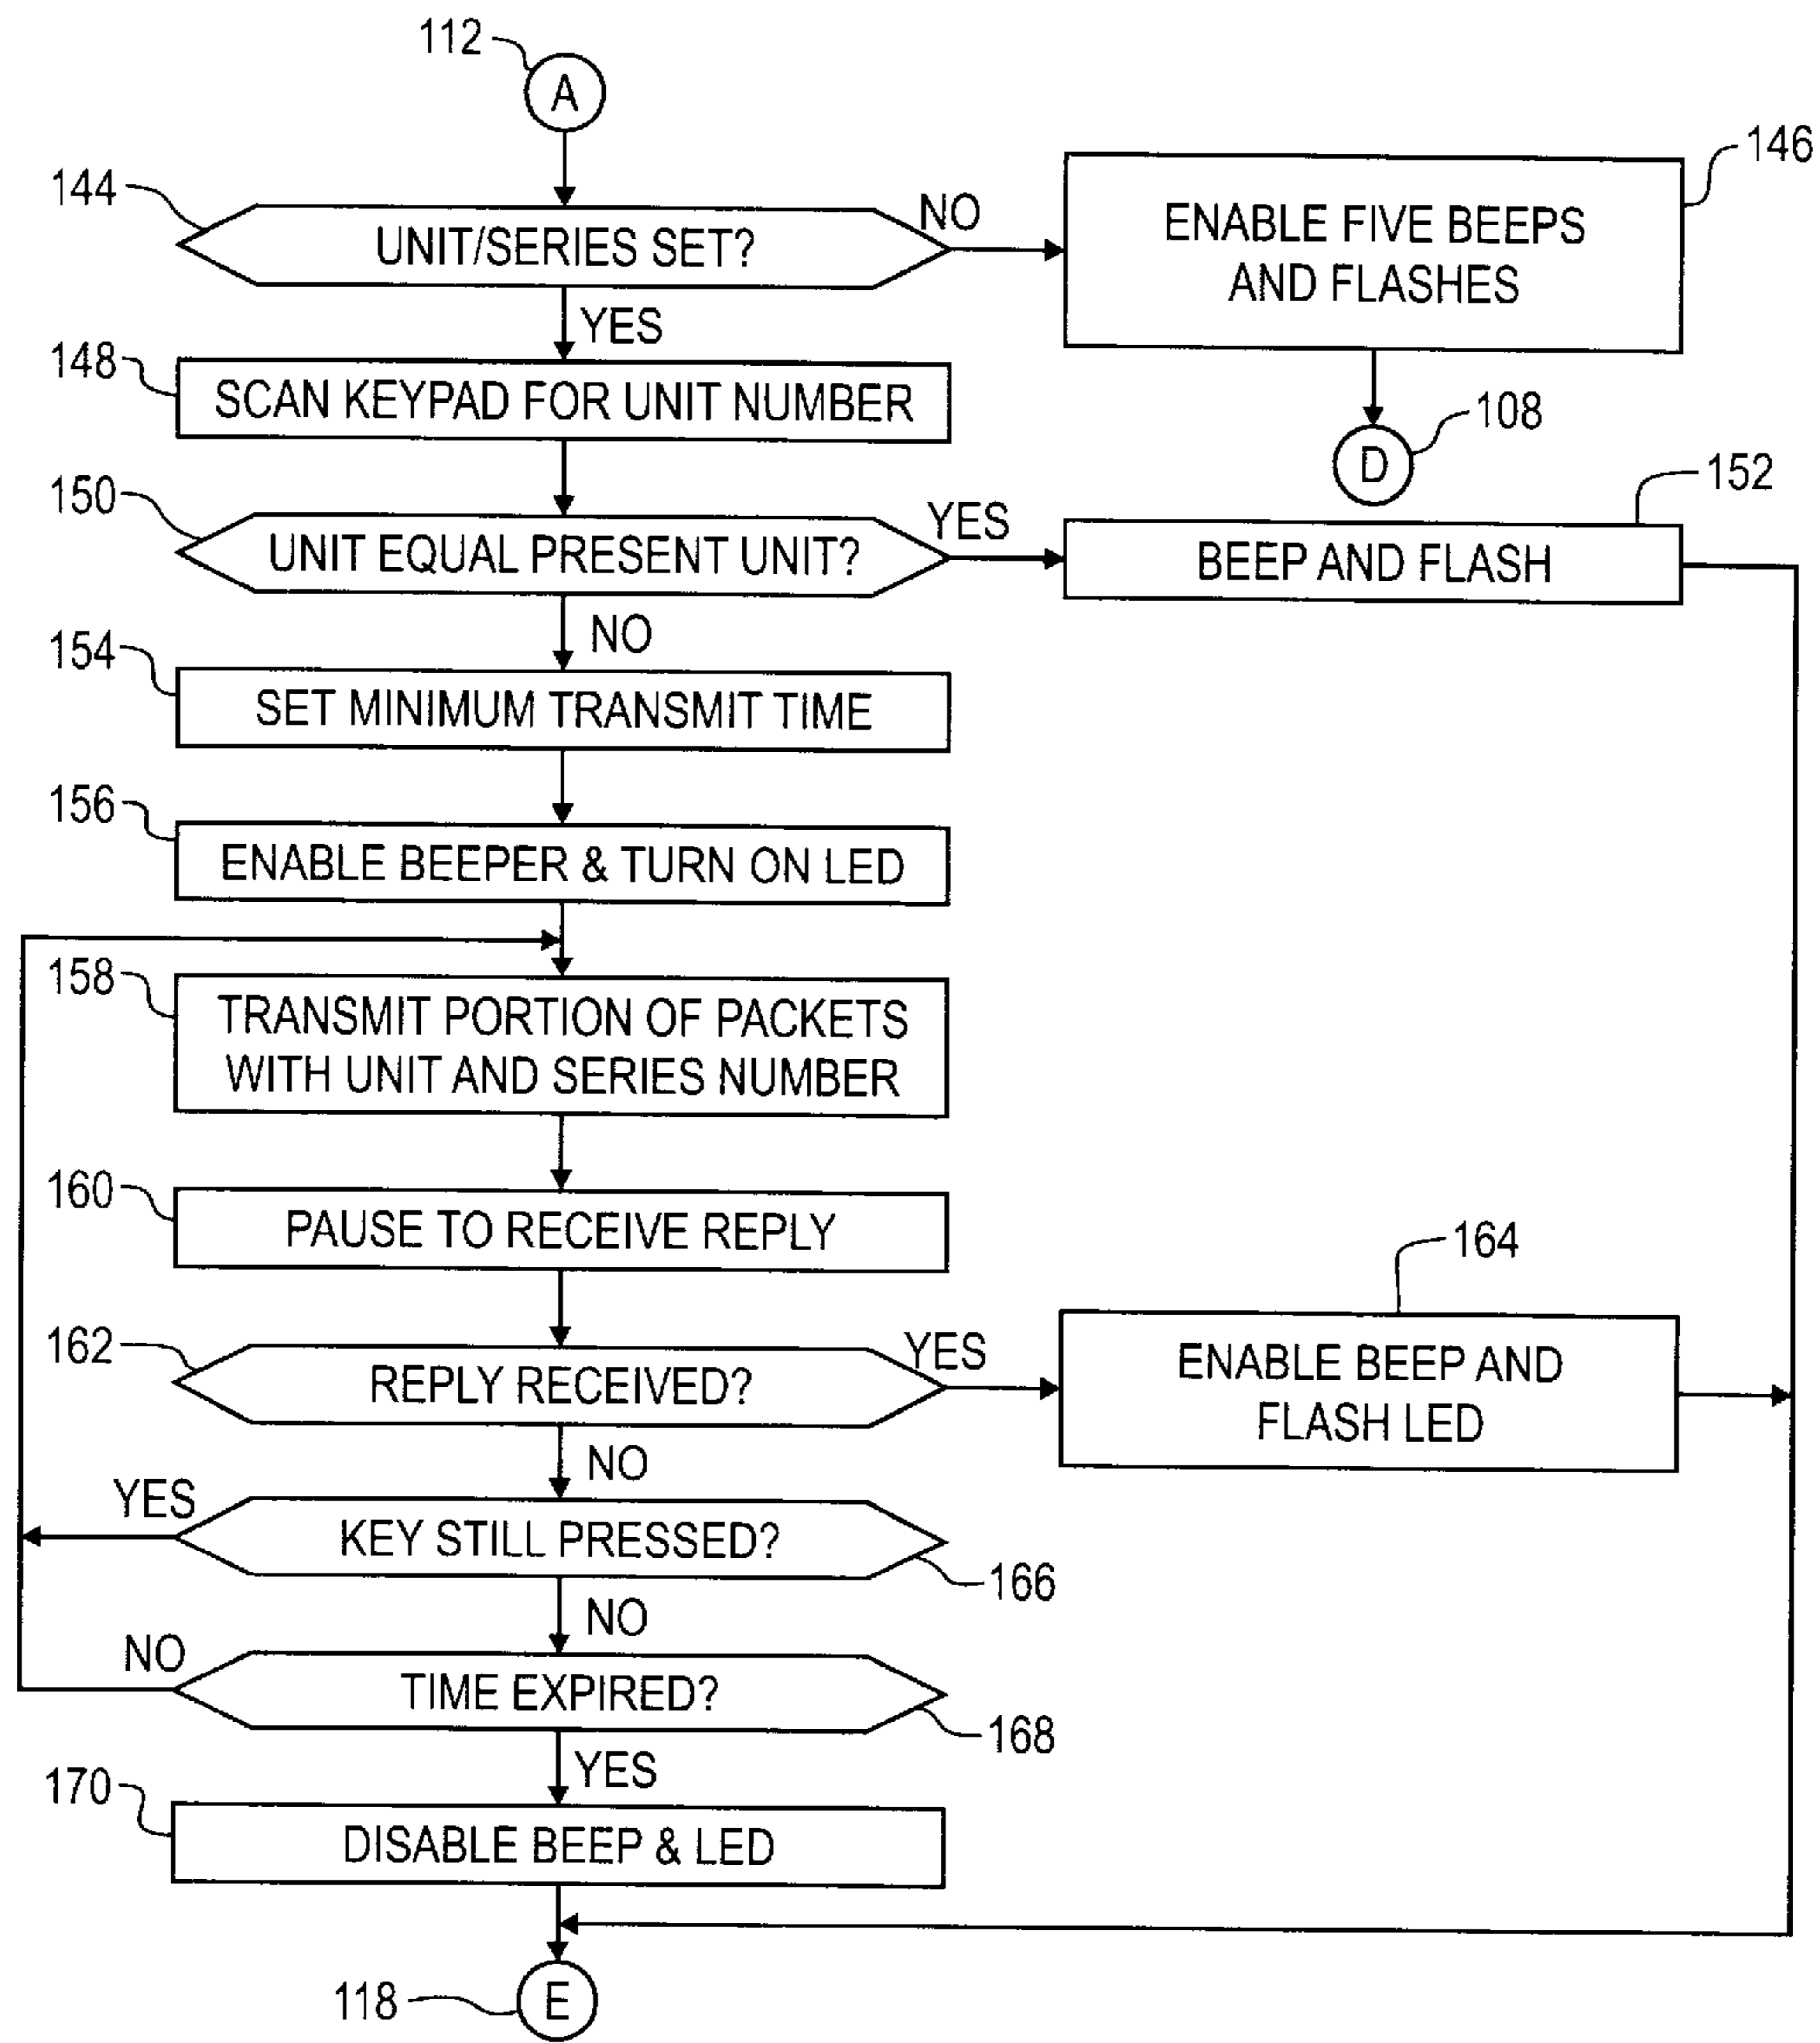 112
A
144
UNIT/SERIES SET?
NO
146
ENABLE FIVE BEEPS
AND FLASHES
YES
148
SCAN KEYPAD FOR UNIT NUMBER
108
D
150
UNIT EQUAL PRESENT UNIT?
YES
152
BEEP AND FLASH
NO
154
SET MINIMUM TRANSMIT TIME
156
ENABLE BEEPER & TURN ON LED
158
TRANSMIT PORTION OF PACKETS
WITH UNIT AND SERIES NUMBER
160
PAUSE TO RECEIVE REPLY
162
REPLY RECEIVED?
YES
164
ENABLE BEEP AND
FLASH LED
NO
YES
KEY STILL PRESSED?
166
NO
NO
TIME EXPIRED?
168
YES
170
DISABLE BEEP & LED
118
E